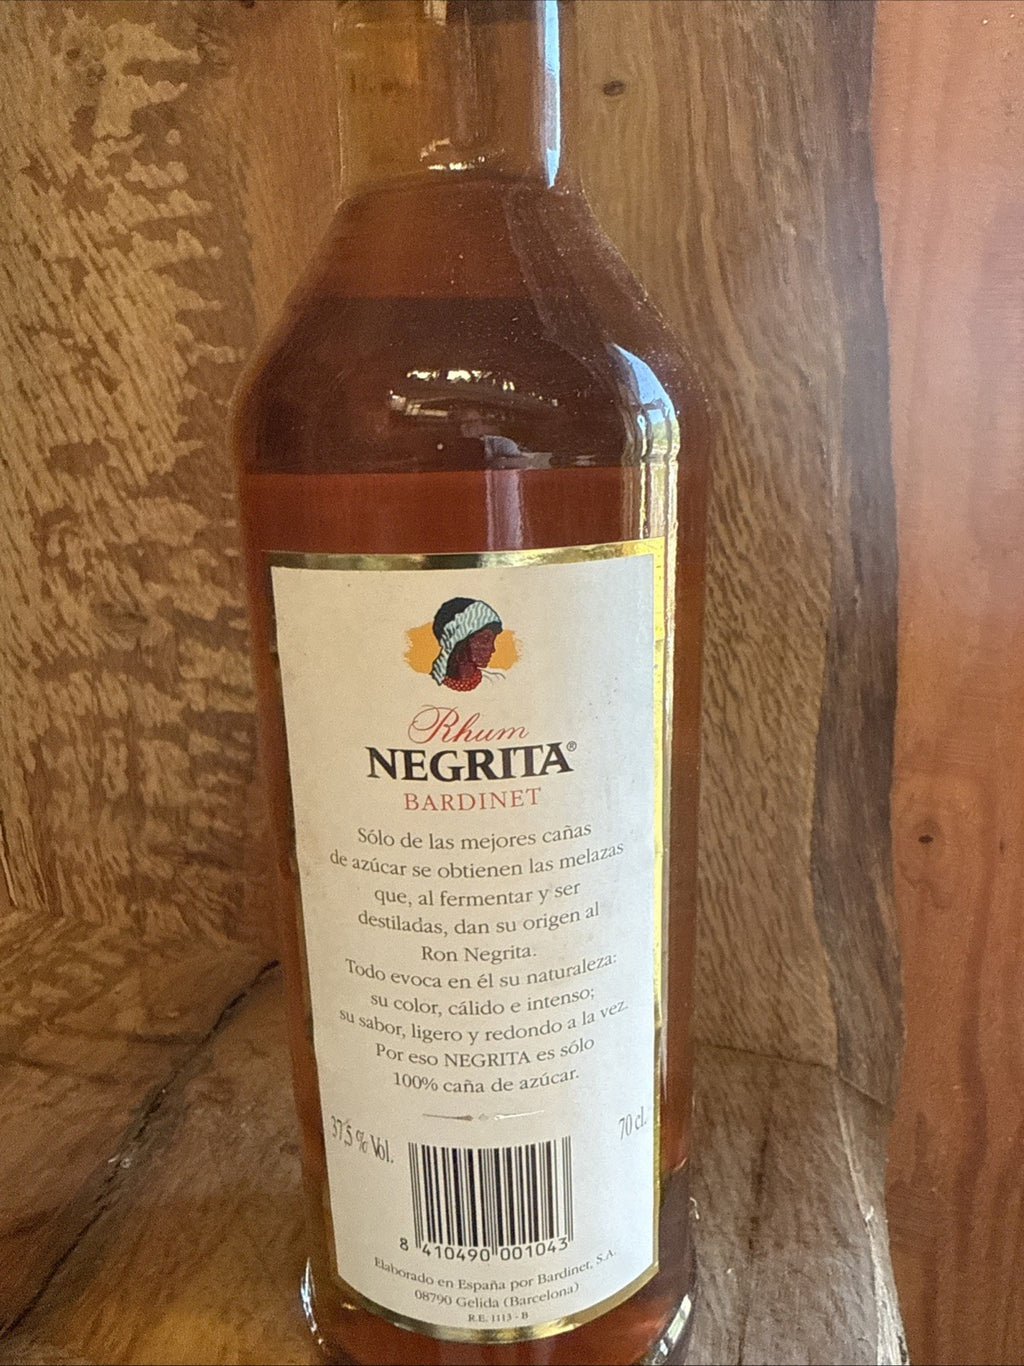 Rhum
NEGRITA®
BARDINET
Sólo de las mejores cañas
de azúcar se obtienen las melazas
que, al fermentar y ser
destiladas, dan su origen al
Ron Negrita.
Todo evoca en él su naturaleza:
su color, cálido e intenso;
su sabor, ligero y redondo a la vez.
Por eso NEGRITA es sólo
100% caña de azúcar.
37,5 % Vol.
70 cl.
8 410490 001043
Elaborado en España por Bardinet, S.A.
08790 Gelida (Barcelona)
R.E. 1113 - B